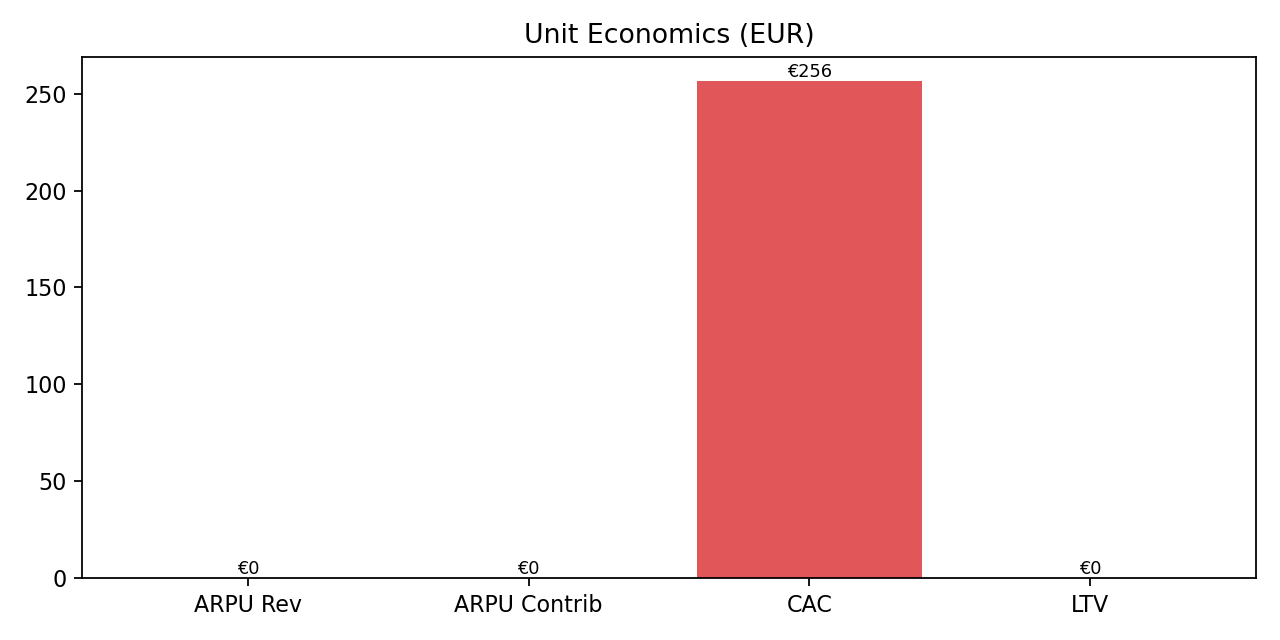 Unit Economics (EUR)
€256
250
200
150
100
50
0
€0
€0
€0
ARPU Rev
ARPU Contrib
CAC
LTV